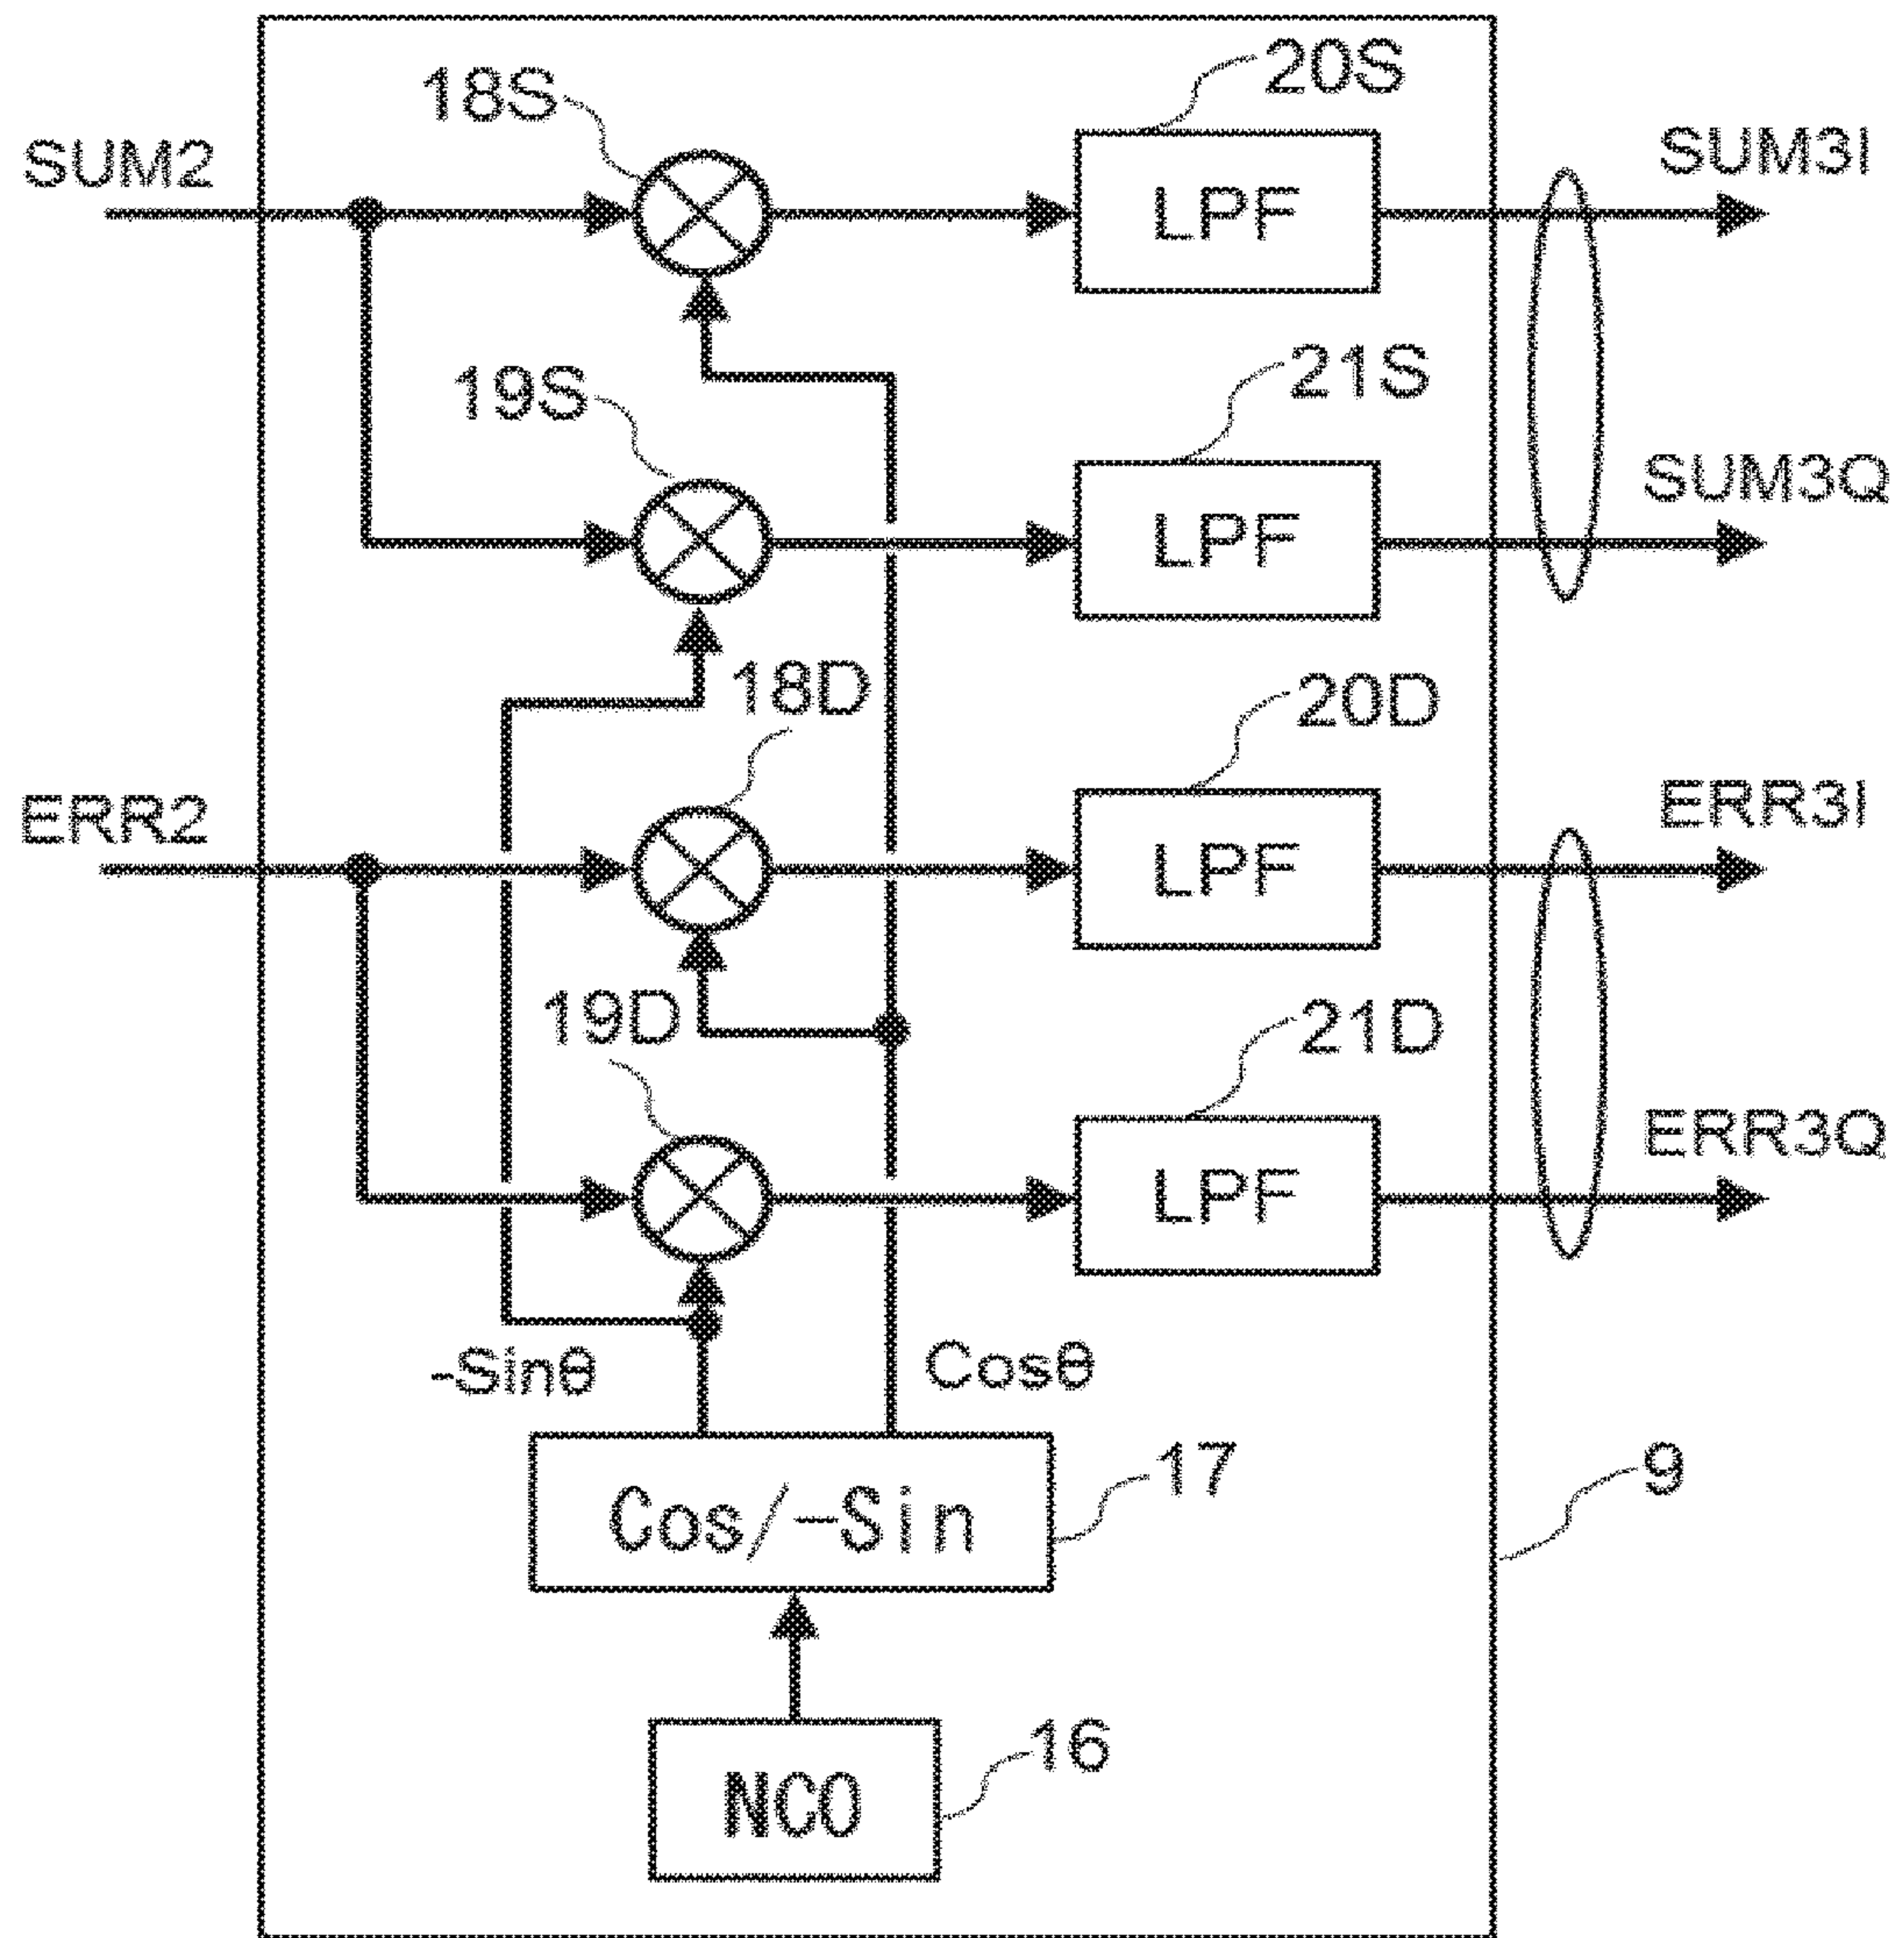 20S
18S
SUM2
SUM3I
LPF
21S
19S
SUM3Q
LPF
18D
20D
ERR2
ERR3I
LPF
19D
21D
ERR3Q
LPF
-Sinθ
Cosθ
17
9
Cos/-Sin
16
NCO